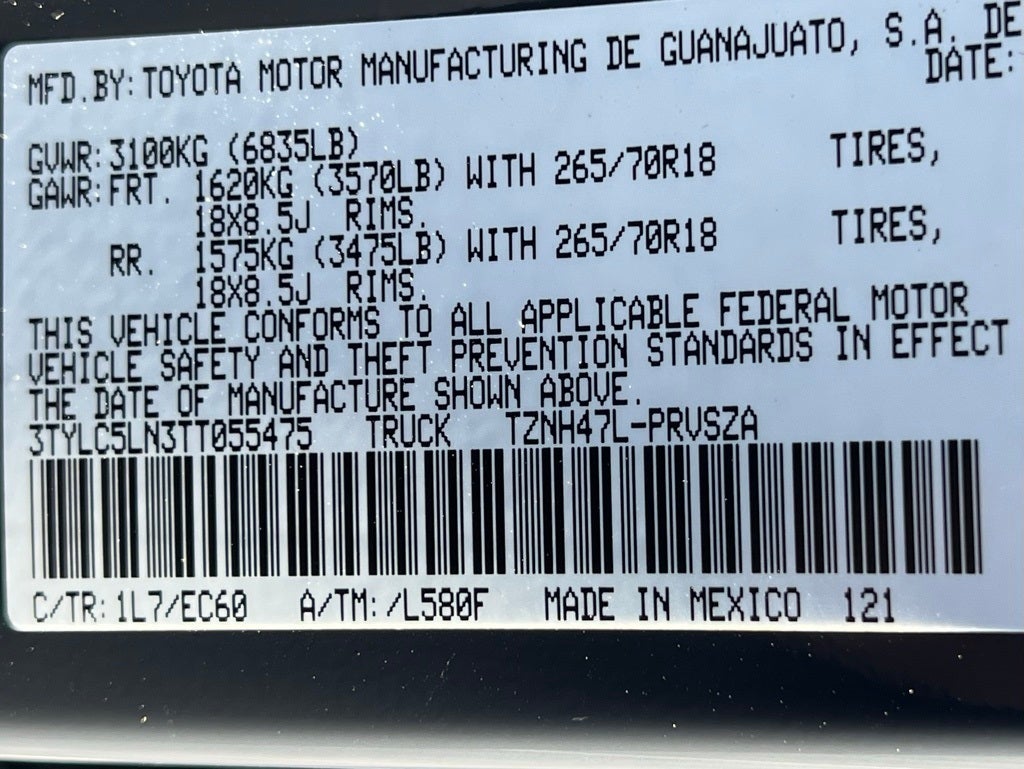 MFD.BY: TOYOTA MOTOR MANUFACTURING DE GUANAJUATO, S.A. DE
DATE:
GVWR: 3100KG (6835LB)
GAWR: FRT. 1620KG (3570LB) WITH 265/70R18 TIRES,
18X8.5J RIMS.
RR. 1575KG (3475LB) WITH 265/70R18 TIRES,
18X8.5J RIMS.
THIS VEHICLE CONFORMS TO ALL APPLICABLE FEDERAL MOTOR
VEHICLE SAFETY AND THEFT PREVENTION STANDARDS IN EFFECT
THE DATE OF MANUFACTURE SHOWN ABOVE.
3TYLC5LN3TT055475 TRUCK TZNH47L-PRVSZA
C/TR: 1L7/EC60 A/TM: /L580F MADE IN MEXICO 121